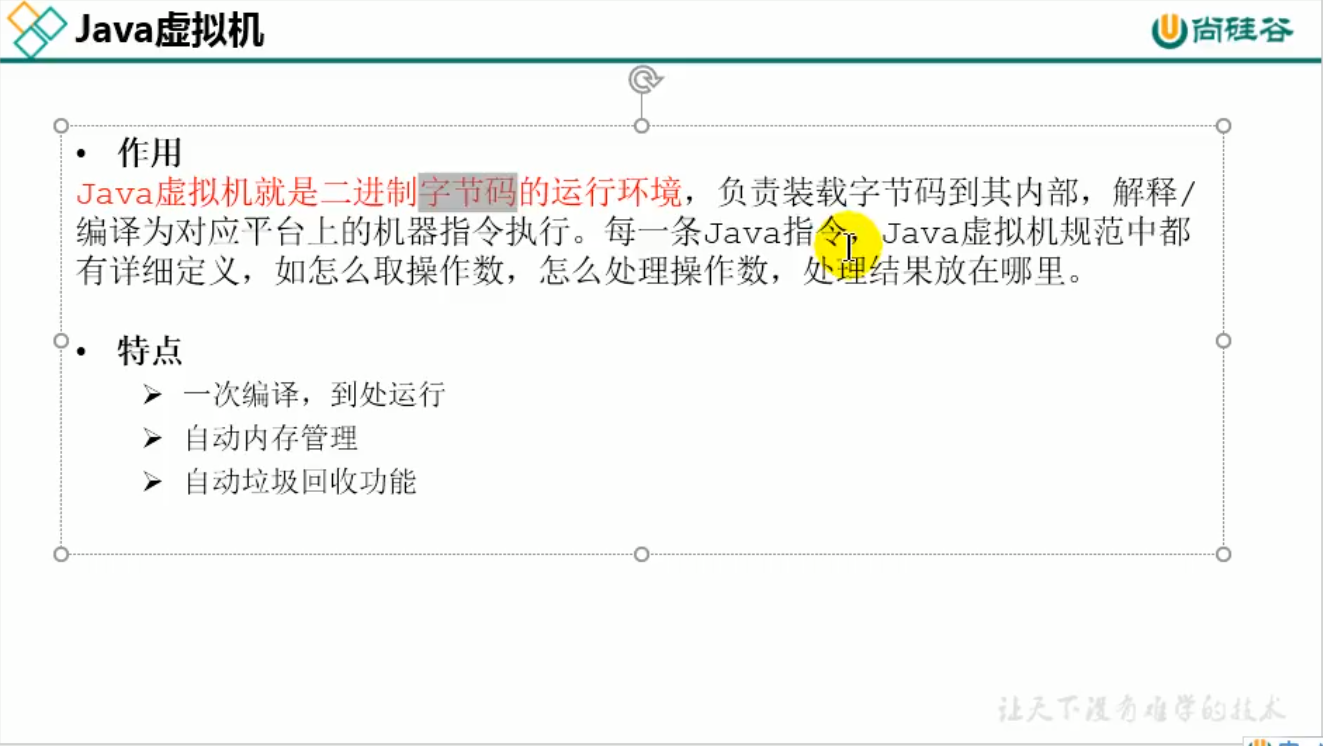 Java虚拟机
尚硅谷
• 作用
Java虚拟机就是二进制字节码的运行环境，负责装载字节码到其内部，解释/
编译为对应平台上的机器指令执行。每一条Java指令，Java虚拟机规范中都
有详细定义，如怎么取操作数，怎么处理操作数，处理结果放在哪里。
• 特点
➢ 一次编译，到处运行
➢ 自动内存管理
➢ 自动垃圾回收功能
让天下没有难学的技术